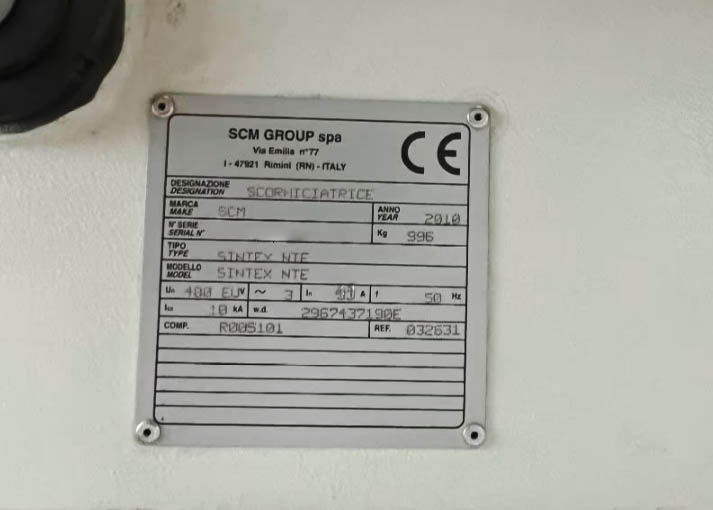 SCM GROUP spa
Via Emilia n°77
I - 47921 Rimini (RN) - ITALY
CE
DESIGNAZIONE
DESIGNATION SCORNICIATRICE
MARCA
MAKE SCM
ANNO
YEAR 2010
N° SERIE
SERIAL N°
Kg 996
TIPO
TYPE SINTEX NTE
MODELLO
MODEL SINTEX NTE
Un 400 EU V ~ 3 In A f 50 Hz
Icc 10 kA w.d. 2967437190E
COMP. R00S101 REF. 032631